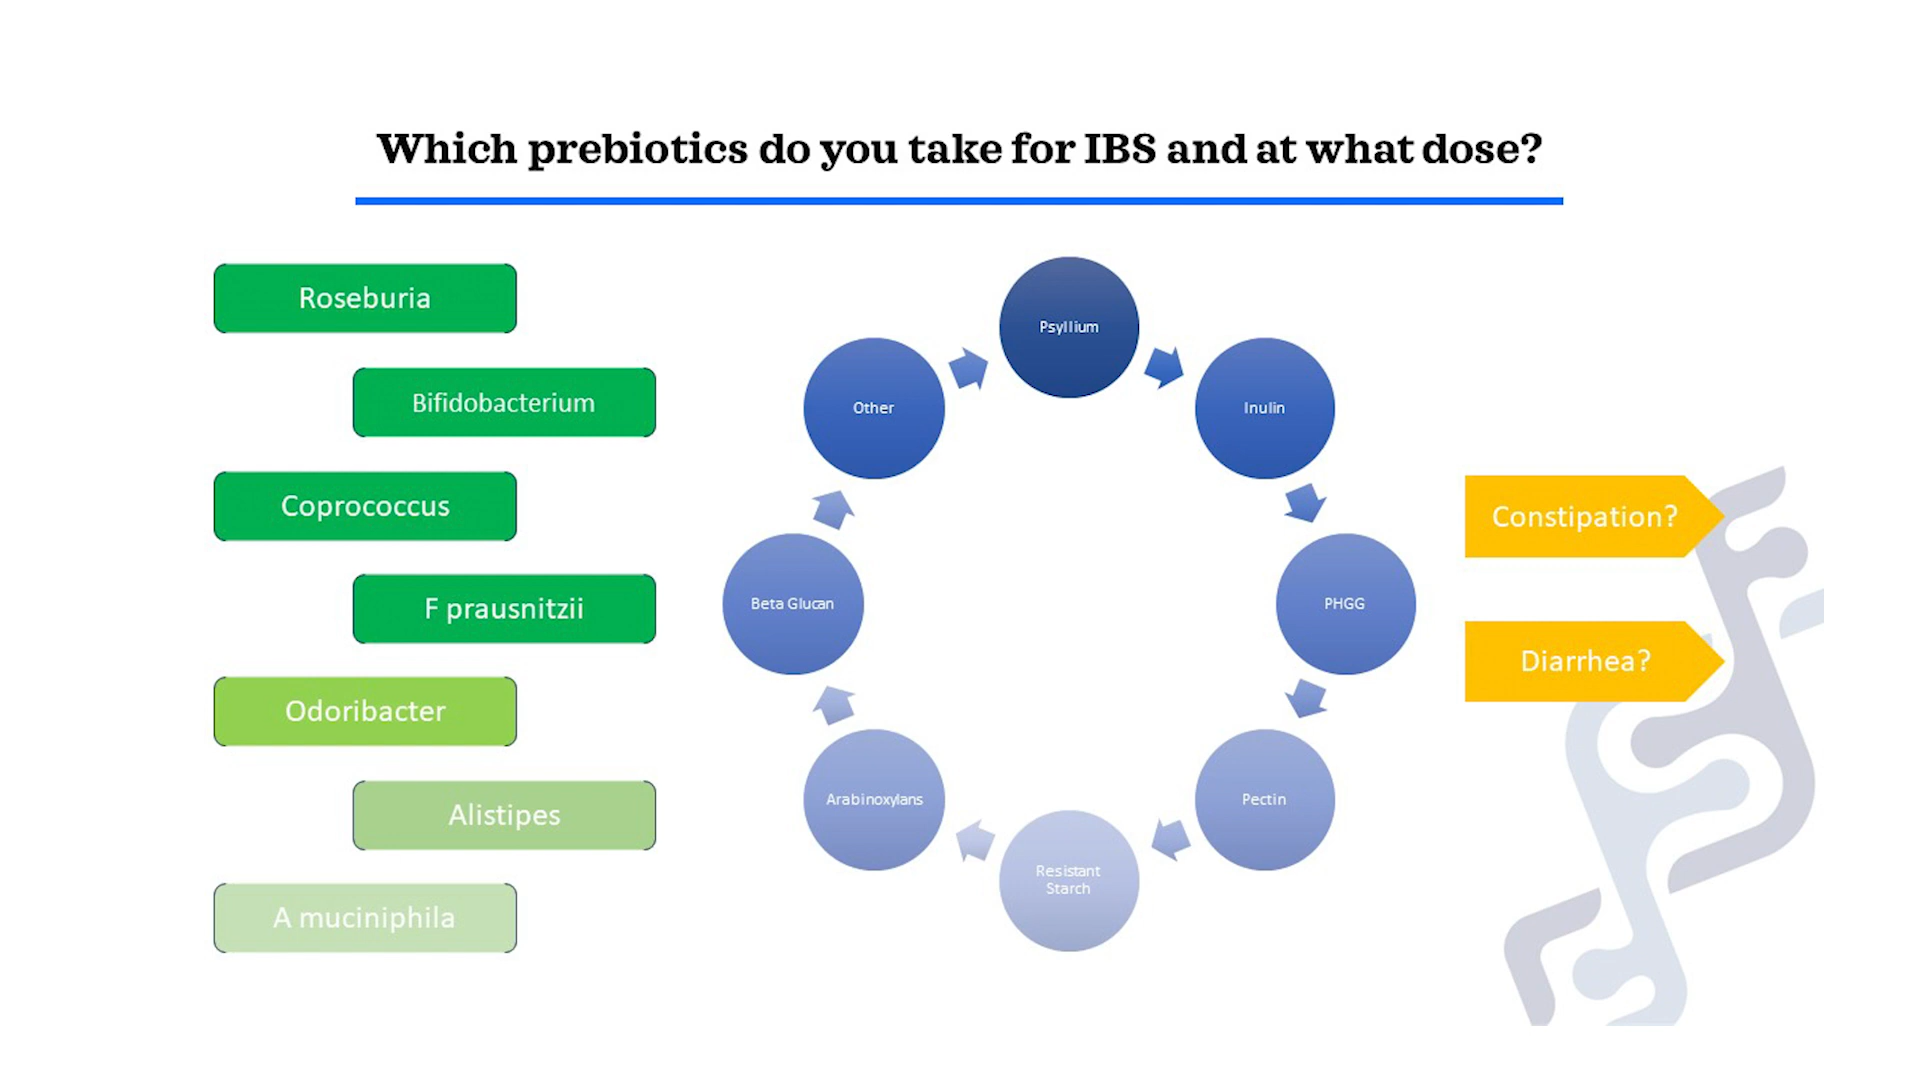 Which prebiotics do you take for IBS and at what dose?
Roseburia
Bifidobacterium
Coprococcus
F prausnitzii
Odoribacter
Alistipes
A muciniphila
Psyllium
Inulin
PHGG
Pectin
Resistant
Starch
Arabinoxylans
Beta Glucan
Other
Constipation?
Diarrhea?